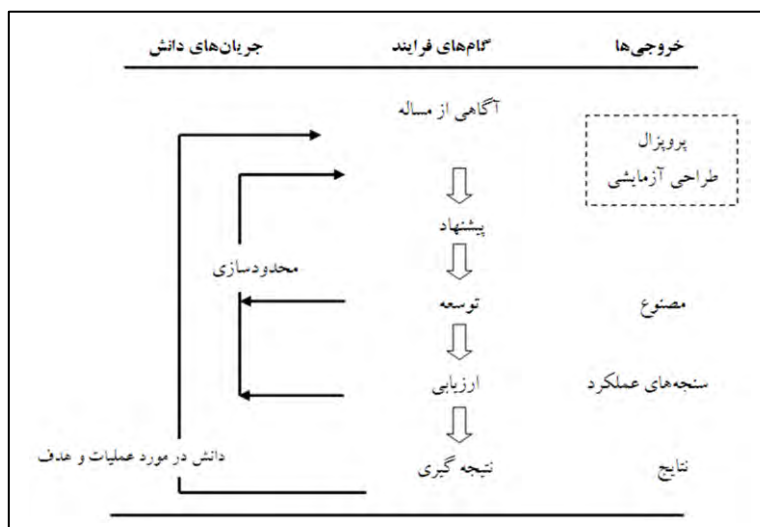 خروجی‌ها
گام‌های فرایند
جریان‌های دانش
آگاهی از مساله
پروپزال
طراحی آزمایشی
پیشنهاد
محدودسازی
توسعه
مصنوع
ارزیابی
سنجه‌های عملکرد
نتیجه گیری
نتایج
دانش در مورد عملیات و هدف